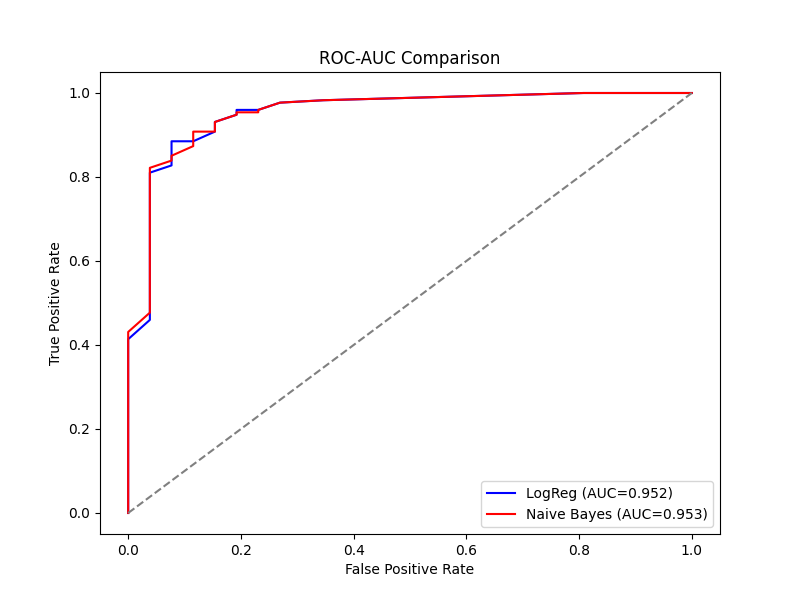 ROC-AUC Comparison
True Positive Rate
1.0
0.8
0.6
0.4
0.2
0.0
LogReg (AUC=0.952)
Naive Bayes (AUC=0.953)
0.0 0.2 0.4 0.6 0.8 1.0
False Positive Rate